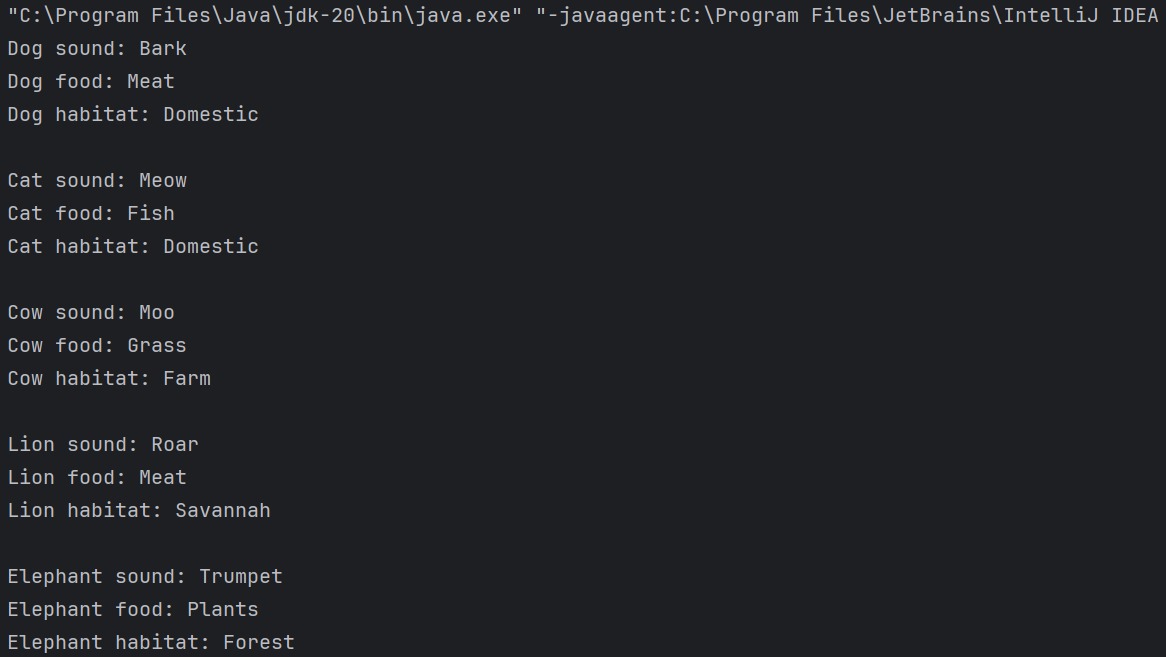 "C:\Program Files\Java\jdk-20\bin\java.exe" "-javaagent:C:\Program Files\JetBrains\IntelliJ IDEA
Dog sound: Bark
Dog food: Meat
Dog habitat: Domestic
Cat sound: Meow
Cat food: Fish
Cat habitat: Domestic
Cow sound: Moo
Cow food: Grass
Cow habitat: Farm
Lion sound: Roar
Lion food: Meat
Lion habitat: Savannah
Elephant sound: Trumpet
Elephant food: Plants
Elephant habitat: Forest